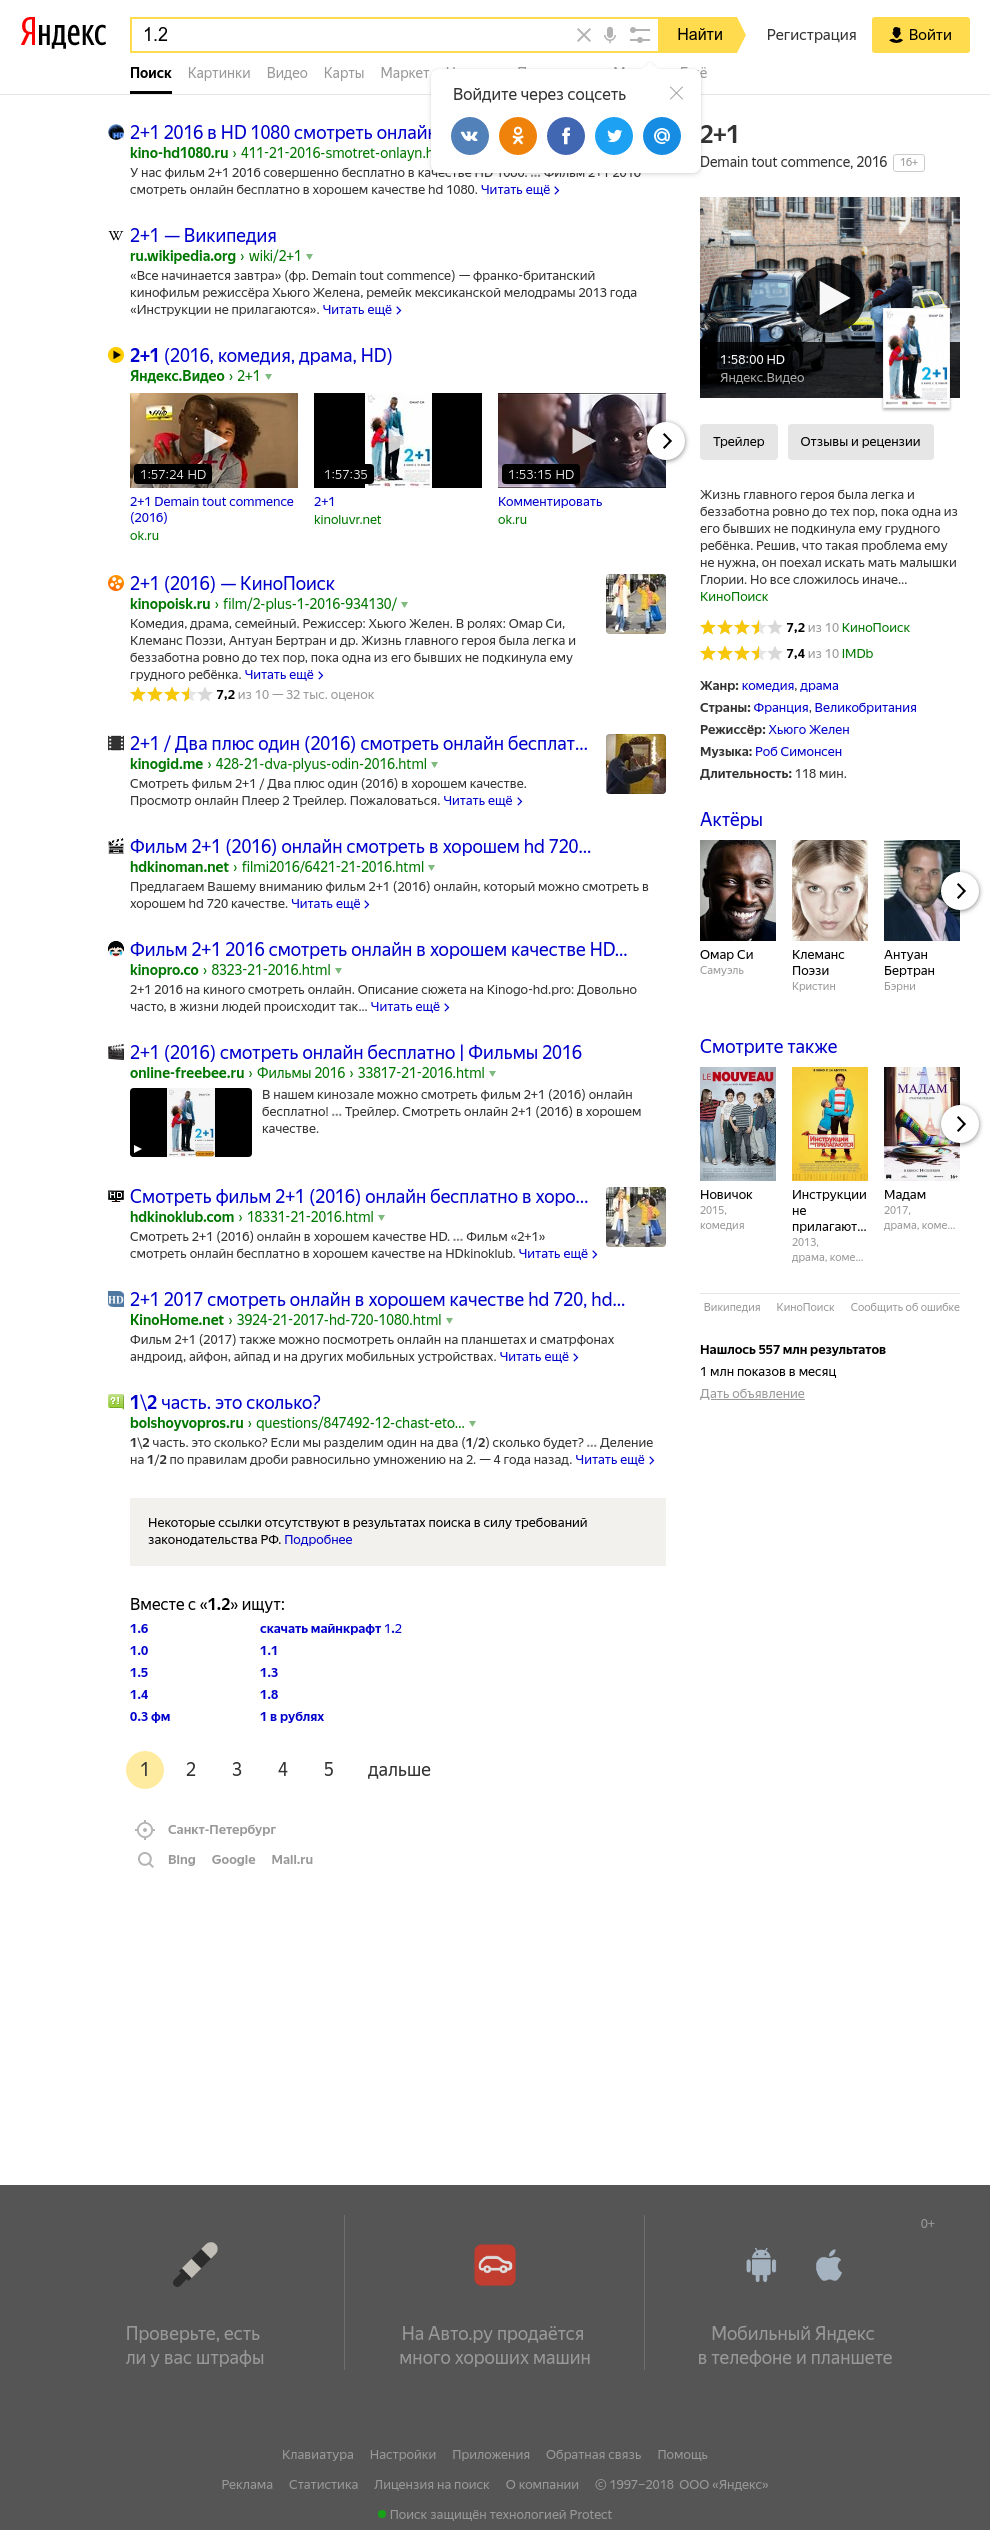 Яндекс
1.2
Найти
Регистрация
Войти
Поиск Картинки Видео Карты Маркет
Войдите через соцсеть
2+1 2016 в HD 1080 смотреть онлайн
kino-hd1080.ru › 411-21-2016-smotret-onlayn.h
У нас фильм 2+1 2016 совершенно бесплатно в качестве HD 1080. ... Фильм 2+1 2016
смотреть онлайн бесплатно в хорошем качестве hd 1080. Читать ещё
2+1 — Википедия
ru.wikipedia.org › wiki/2+1
«Все начинается завтра» (фр. Demain tout commence) — франко-британский
кинофильм режиссёра Хьюго Желена, ремейк мексиканской мелодрамы 2013 года
«Инструкции не прилагаются». Читать ещё
2+1 (2016, комедия, драма, HD)
Яндекс.Видео › 2+1
1:57:24 HD
1:57:35
1:53:15 HD
2+1
2+1 Demain tout commence
(2016)
ok.ru
2+1
kinoluvr.net
Комментировать
ok.ru
2+1 (2016) — КиноПоиск
kinopoisk.ru › film/2-plus-1-2016-934130/
Комедия, драма, семейный. Режиссер: Хьюго Желен. В ролях: Омар Си,
Клеманс Поэзи, Антуан Бертран и др. Жизнь главного героя была легка и
беззаботна ровно до тех пор, пока одна из его бывших не подкинула ему
грудного ребёнка. Читать ещё
7,2 из 10 — 32 тыс. оценок
2+1 / Два плюс один (2016) смотреть онлайн бесплат...
kinogid.me › 428-21-dva-plyus-odin-2016.html
Смотреть фильм 2+1 / Два плюс один (2016) в хорошем качестве.
Просмотр онлайн Плеер 2 Трейлер. Пожаловаться. Читать ещё
Фильм 2+1 (2016) онлайн смотреть в хорошем hd 720...
hdkinoman.net › filmi2016/6421-21-2016.html
Предлагаем Вашему вниманию фильм 2+1 (2016) онлайн, который можно смотреть в
хорошем hd 720 качестве. Читать ещё
Фильм 2+1 2016 смотреть онлайн в хорошем качестве HD...
kinopro.co › 8323-21-2016.html
2+1 2016 на киного смотреть онлайн. Описание сюжета на Kinogo-hd.pro: Довольно
часто, в жизни людей происходит так... Читать ещё
2+1 (2016) смотреть онлайн бесплатно | Фильмы 2016
online-freebee.ru › Фильмы 2016 › 33817-21-2016.html
2+1
В нашем кинозале можно смотреть фильм 2+1 (2016) онлайн
бесплатно! ... Трейлер. Смотреть онлайн 2+1 (2016) в хорошем
качестве.
HD
Смотреть фильм 2+1 (2016) онлайн бесплатно в хоро...
hdkinoklub.com › 18331-21-2016.html
Смотреть 2+1 (2016) онлайн в хорошем качестве HD. ... Фильм «2+1»
смотреть онлайн бесплатно в хорошем качестве на HDkinoklub. Читать ещё
HD
2+1 2017 смотреть онлайн в хорошем качестве hd 720, hd...
KinoHome.net › 3924-21-2017-hd-720-1080.html
Фильм 2+1 (2017) также можно посмотреть онлайн на планшетах и сматрфонах
андроид, айфон, айпад и на других мобильных устройствах. Читать ещё
1\2 часть. это сколько?
bolshoyvopros.ru › questions/847492-12-chast-eto...
1\2 часть. это сколько? Если мы разделим один на два (1/2) сколько будет? ... Деление
на 1/2 по правилам дроби равносильно умножению на 2. — 4 года назад. Читать ещё
Некоторые ссылки отсутствуют в результатах поиска в силу требований
законодательства РФ. Подробнее
Вместе с «1.2» ищут:
1.6 скачать майнкрафт 1.2
1.0 1.1
1.5 1.3
1.4 1.8
0.3 фм 1 в рублях
1 2 3 4 5 дальше
Санкт-Петербург
Bing Google Mail.ru
2+1
Demain tout commence, 2016 16+
1:58:00 HD
Яндекс.Видео
ОМАР СИ
2+1
Трейлер Отзывы и рецензии
Жизнь главного героя была легка и
беззаботна ровно до тех пор, пока одна из
его бывших не подкинула ему грудного
ребёнка. Решив, что такая проблема ему
не нужна, он поехал искать мать малышки
Глории. Но все сложилось иначе...
КиноПоиск
7,2 из 10 КиноПоиск
7,4 из 10 IMDb
Жанр: комедия, драма
Страны: Франция, Великобритания
Режиссёр: Хьюго Желен
Музыка: Роб Симонсен
Длительность: 118 мин.
Актёры
Омар Си
Самуэль
Клеманс
Поэзи
Кристин
Антуан
Бертран
Бэрни
Смотрите также
LE NOUVEAU
ИНСТРУКЦИИ
НЕ ПРИЛАГАЮТСЯ
МАДАМ
Новичок
2015,
комедия
Инструкции
не
прилагают...
2013,
драма, коме...
Мадам
2017,
драма, коме...
Википедия КиноПоиск Сообщить об ошибке
Нашлось 557 млн результатов
1 млн показов в месяц
Дать объявление
0+
Проверьте, есть
ли у вас штрафы
На Авто.ру продаётся
много хороших машин
Мобильный Яндекс
в телефоне и планшете
Клавиатура Настройки Приложения Обратная связь Помощь
Реклама Статистика Лицензия на поиск О компании © 1997–2018 ООО «Яндекс»
Поиск защищён технологией Protect